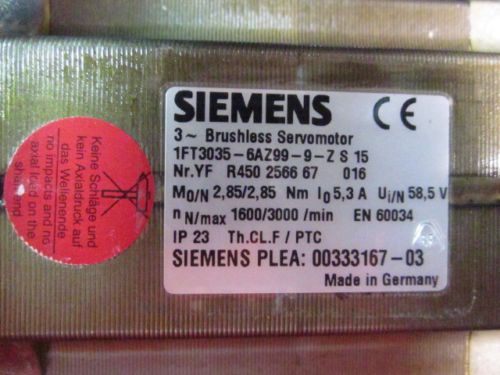 SIEMENS CE
3~ Brushless Servomotor
1FT3035-6AZ99-9-Z S 15
Nr.YF R450 2566 67 016
M0/N 2,85/2,85 Nm I0 5,3 A Ui/N 58,5 V
nN/max 1600/3000 /min EN 60034
IP 23 Th.CL.F / PTC
SIEMENS PLEA: 00333167-03
Made in Germany
Keine Schläge und
kein Axialdruck auf
das Wellenende
no impacts and no
axial load on the
shaft end